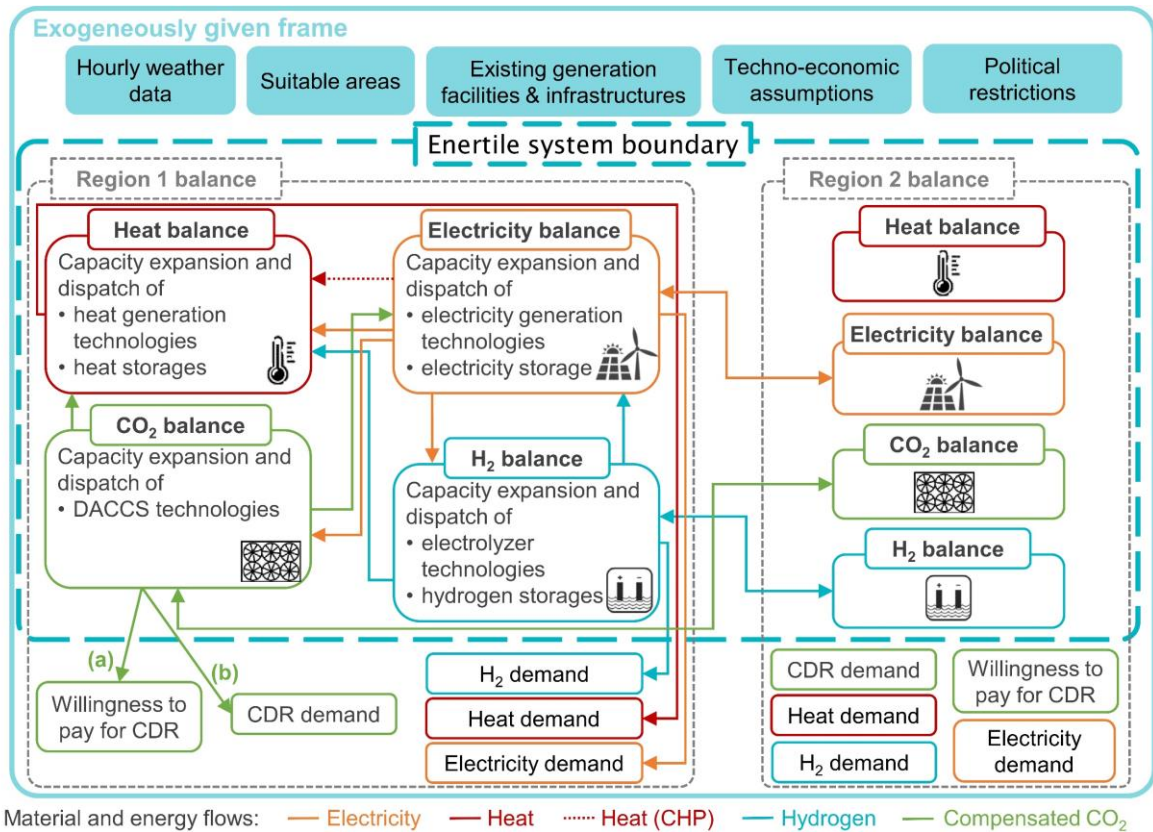 Exogeneously given frame
Hourly weather
data
Suitable areas
Existing generation
facilities & infrastructures
Techno-economic
assumptions
Political
restrictions
Enertile system boundary
Region 1 balance
Heat balance
Capacity expansion and
dispatch of
• heat generation
technologies
• heat storages
Electricity balance
Capacity expansion and
dispatch of
• electricity generation
technologies
• electricity storage
CO₂ balance
Capacity expansion and
dispatch of
• DACCS technologies
H₂ balance
Capacity expansion and
dispatch of
• electrolyzer
technologies
• hydrogen storages
(a)
(b)
Willingness to
pay for CDR
CDR demand
H₂ demand
Heat demand
Electricity demand
Region 2 balance
Heat balance
Electricity balance
CO₂ balance
H₂ balance
CDR demand
Heat demand
H₂ demand
Willingness to
pay for CDR
Electricity
demand
Material and energy flows: Electricity Heat Heat (CHP) Hydrogen Compensated CO₂